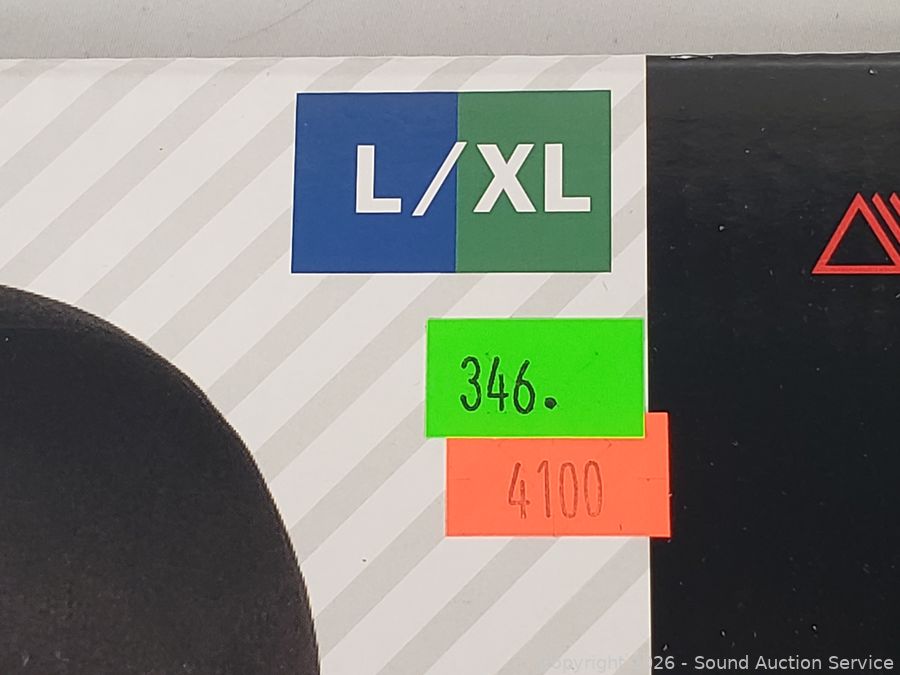 L/XL
346.
4100
Copyright 2026 - Sound Auction Service